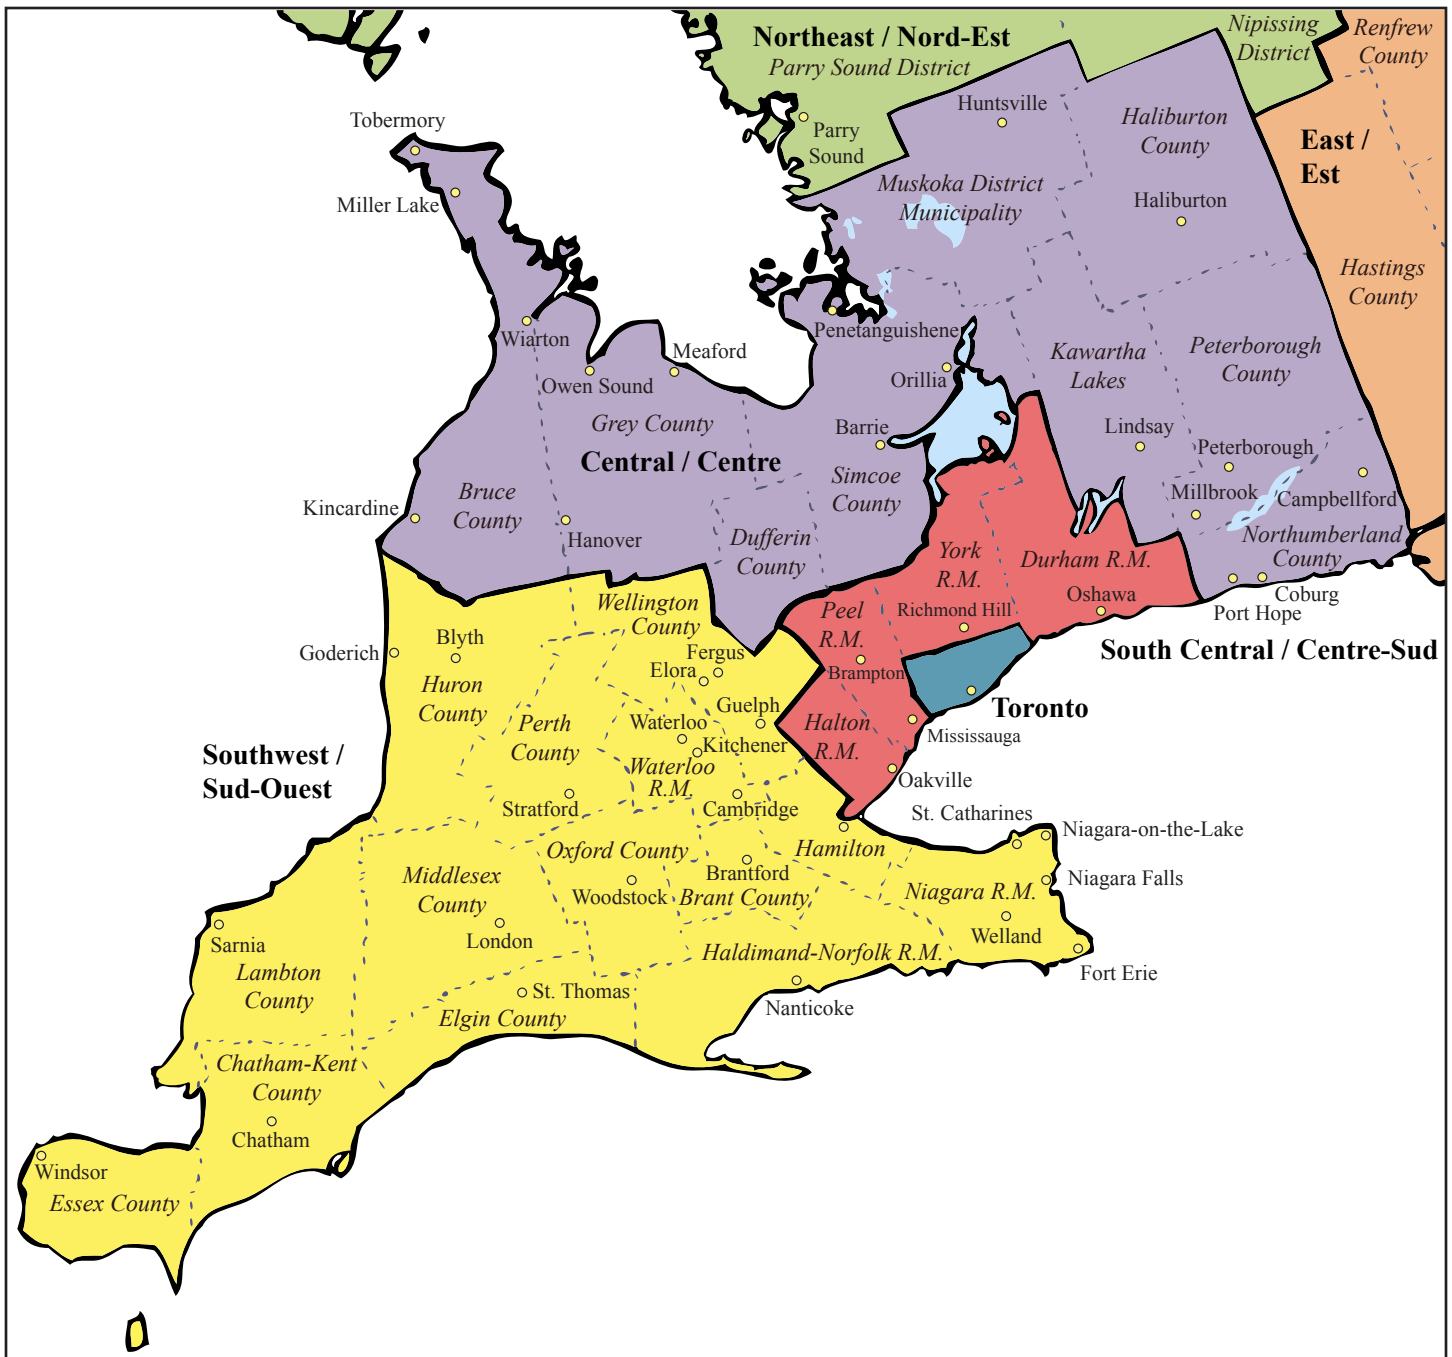 Northeast / Nord-Est
Parry Sound District
Nipissing
District
Renfrew
County
Tobermory
Huntsville
Parry
Sound
Haliburton
County
East /
Est
Miller Lake
Muskoka District
Municipality
Haliburton
Hastings
County
Wiarton
Penetanguishene
Meaford
Owen Sound
Orillia
Kawartha
Lakes
Peterborough
County
Grey County
Barrie
Lindsay
Central / Centre
Peterborough
Simcoe
County
Bruce
County
Kincardine
Millbrook
Campbellford
Hanover
Dufferin
County
York
R.M.
Durham R.M.
Northumberland
County
Wellington
County
Peel
R.M.
Richmond Hill
Oshawa
Coburg
Port Hope
Goderich
Blyth
Fergus
Elora
Brampton
South Central / Centre-Sud
Huron
County
Guelph
Toronto
Perth
County
Waterloo
Kitchener
Halton
R.M.
Mississauga
Southwest /
Sud-Ouest
Waterloo
R.M.
Oakville
Stratford
Cambridge
St. Catharines
Niagara-on-the-Lake
Oxford County
Hamilton
Middlesex
County
Brantford
Niagara Falls
Woodstock
Brant County
Niagara R.M.
Sarnia
London
Welland
Lambton
County
Haldimand-Norfolk R.M.
Fort Erie
St. Thomas
Nanticoke
Elgin County
Chatham-Kent
County
Chatham
Windsor
Essex County